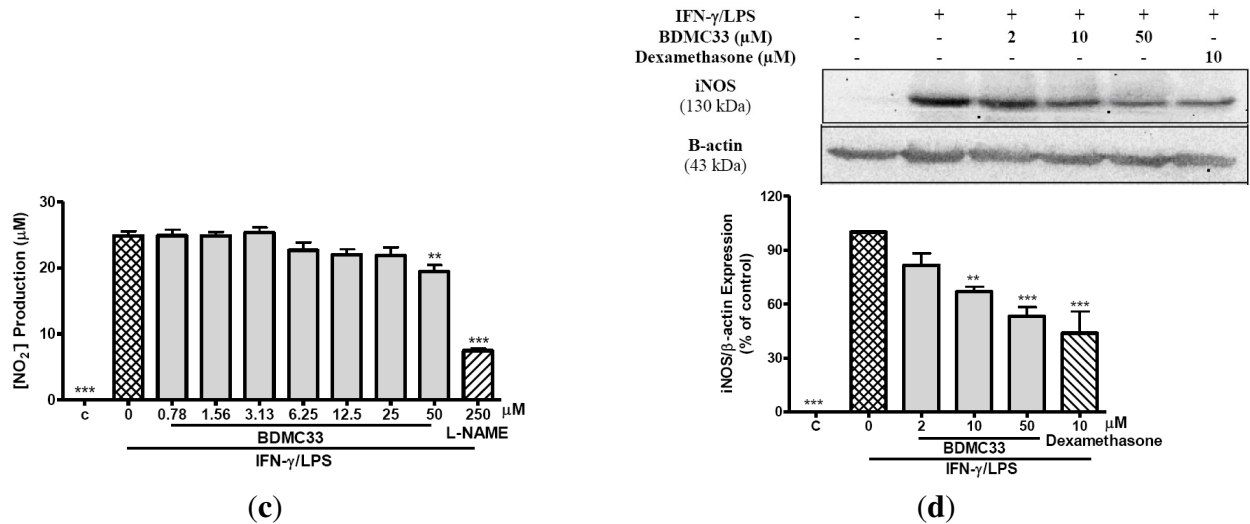 IFN-γ/LPS - + + + + +
BDMC33 (µM) - - 2 10 50 -
Dexamethasone (µM) - - - - - 10
iNOS
(130 kDa)
B-actin
(43 kDa)
[NO2] Production (µM)
30
20
10
0
***
**
***
c 0 0.78 1.56 3.13 6.25 12.5 25 50 250 µM
BDMC33 L-NAME
IFN-γ/LPS
(c)
iNOS/β-actin Expression
(% of control)
120
90
60
30
0
***
**
***
***
C 0 2 10 50 10 µM
BDMC33 Dexamethasone
IFN-γ/LPS
(d)